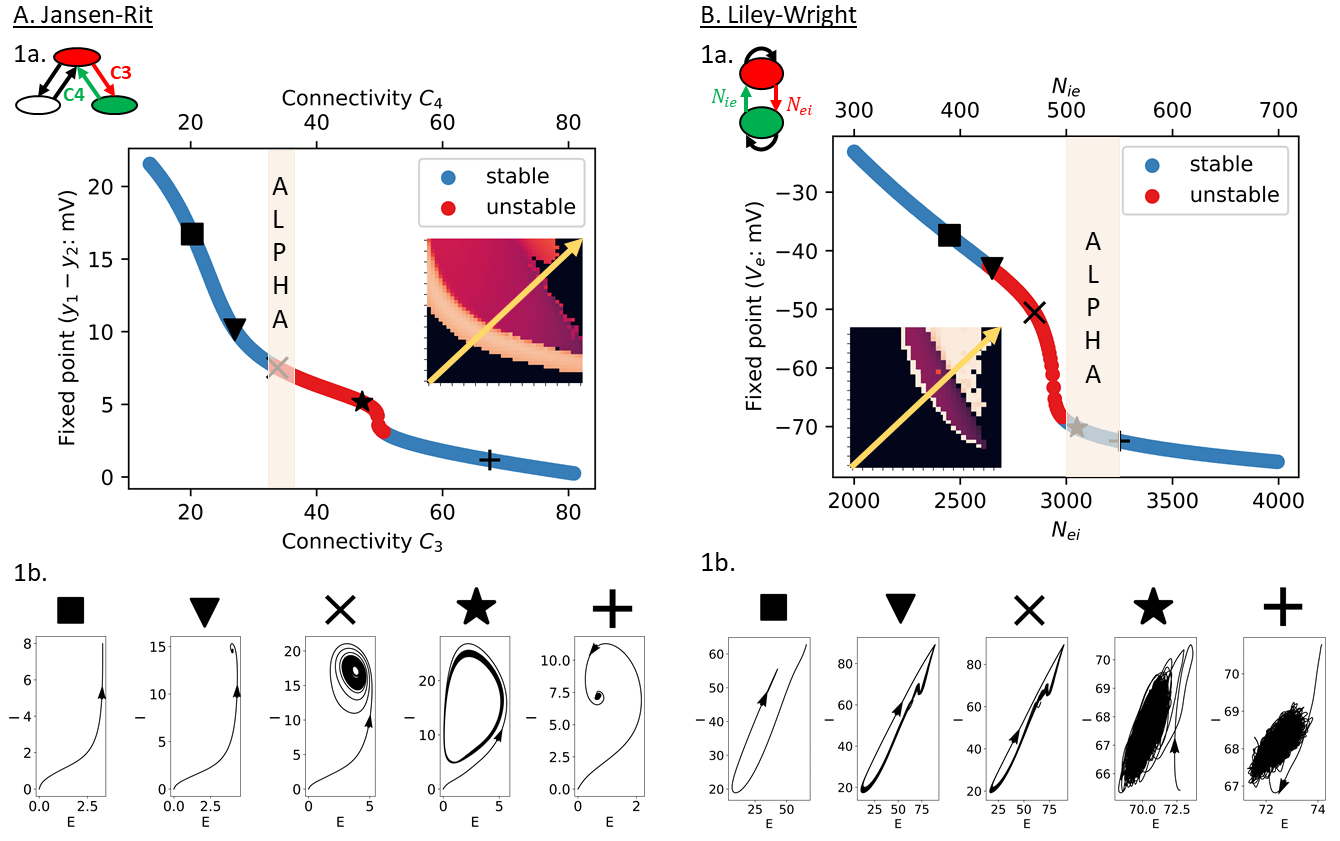 A. Jansen-Rit
1a.
C3
C4
Connectivity C4
20 40 60 80
Fixed point (y1 − y2: mV)
20
15
10
5
0
ALPHA
stable
unstable
20 40 60 80
Connectivity C3
1b.
8
6
4
2
0
I
0.0 2.5
E
15
10
5
0
I
0.0 2.5
E
20
15
10
5
0
I
0 5
E
20
10
0
I
0 5
E
10.0
7.5
5.0
2.5
0.0
I
0 2
E
B. Liley-Wright
1a.
Nie
Nei
Nie
300 400 500 600 700
Fixed point (Ve: mV)
−30
−40
−50
−60
−70
ALPHA
stable
unstable
2000 2500 3000 3500 4000
Nei
1b.
60
50
40
30
20
I
25 50
E
80
60
40
20
I
25 50 75
E
80
60
40
20
I
25 50 75
E
70
69
68
67
66
I
70.0 72.5
E
70
69
68
67
I
72 74
E